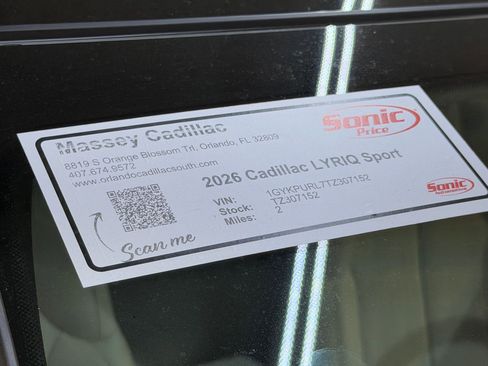 Massey Cadillac
8819 S Orange Blossom Trl, Orlando, FL 32809
407.674.9572
www.orlandocadillacsouth.com
Sonic
Price
2026 Cadillac LYRIQ Sport
VIN: 1GYKPURL7TZ307152
Stock: TZ307152
Miles: 2
Scan me
Sonic